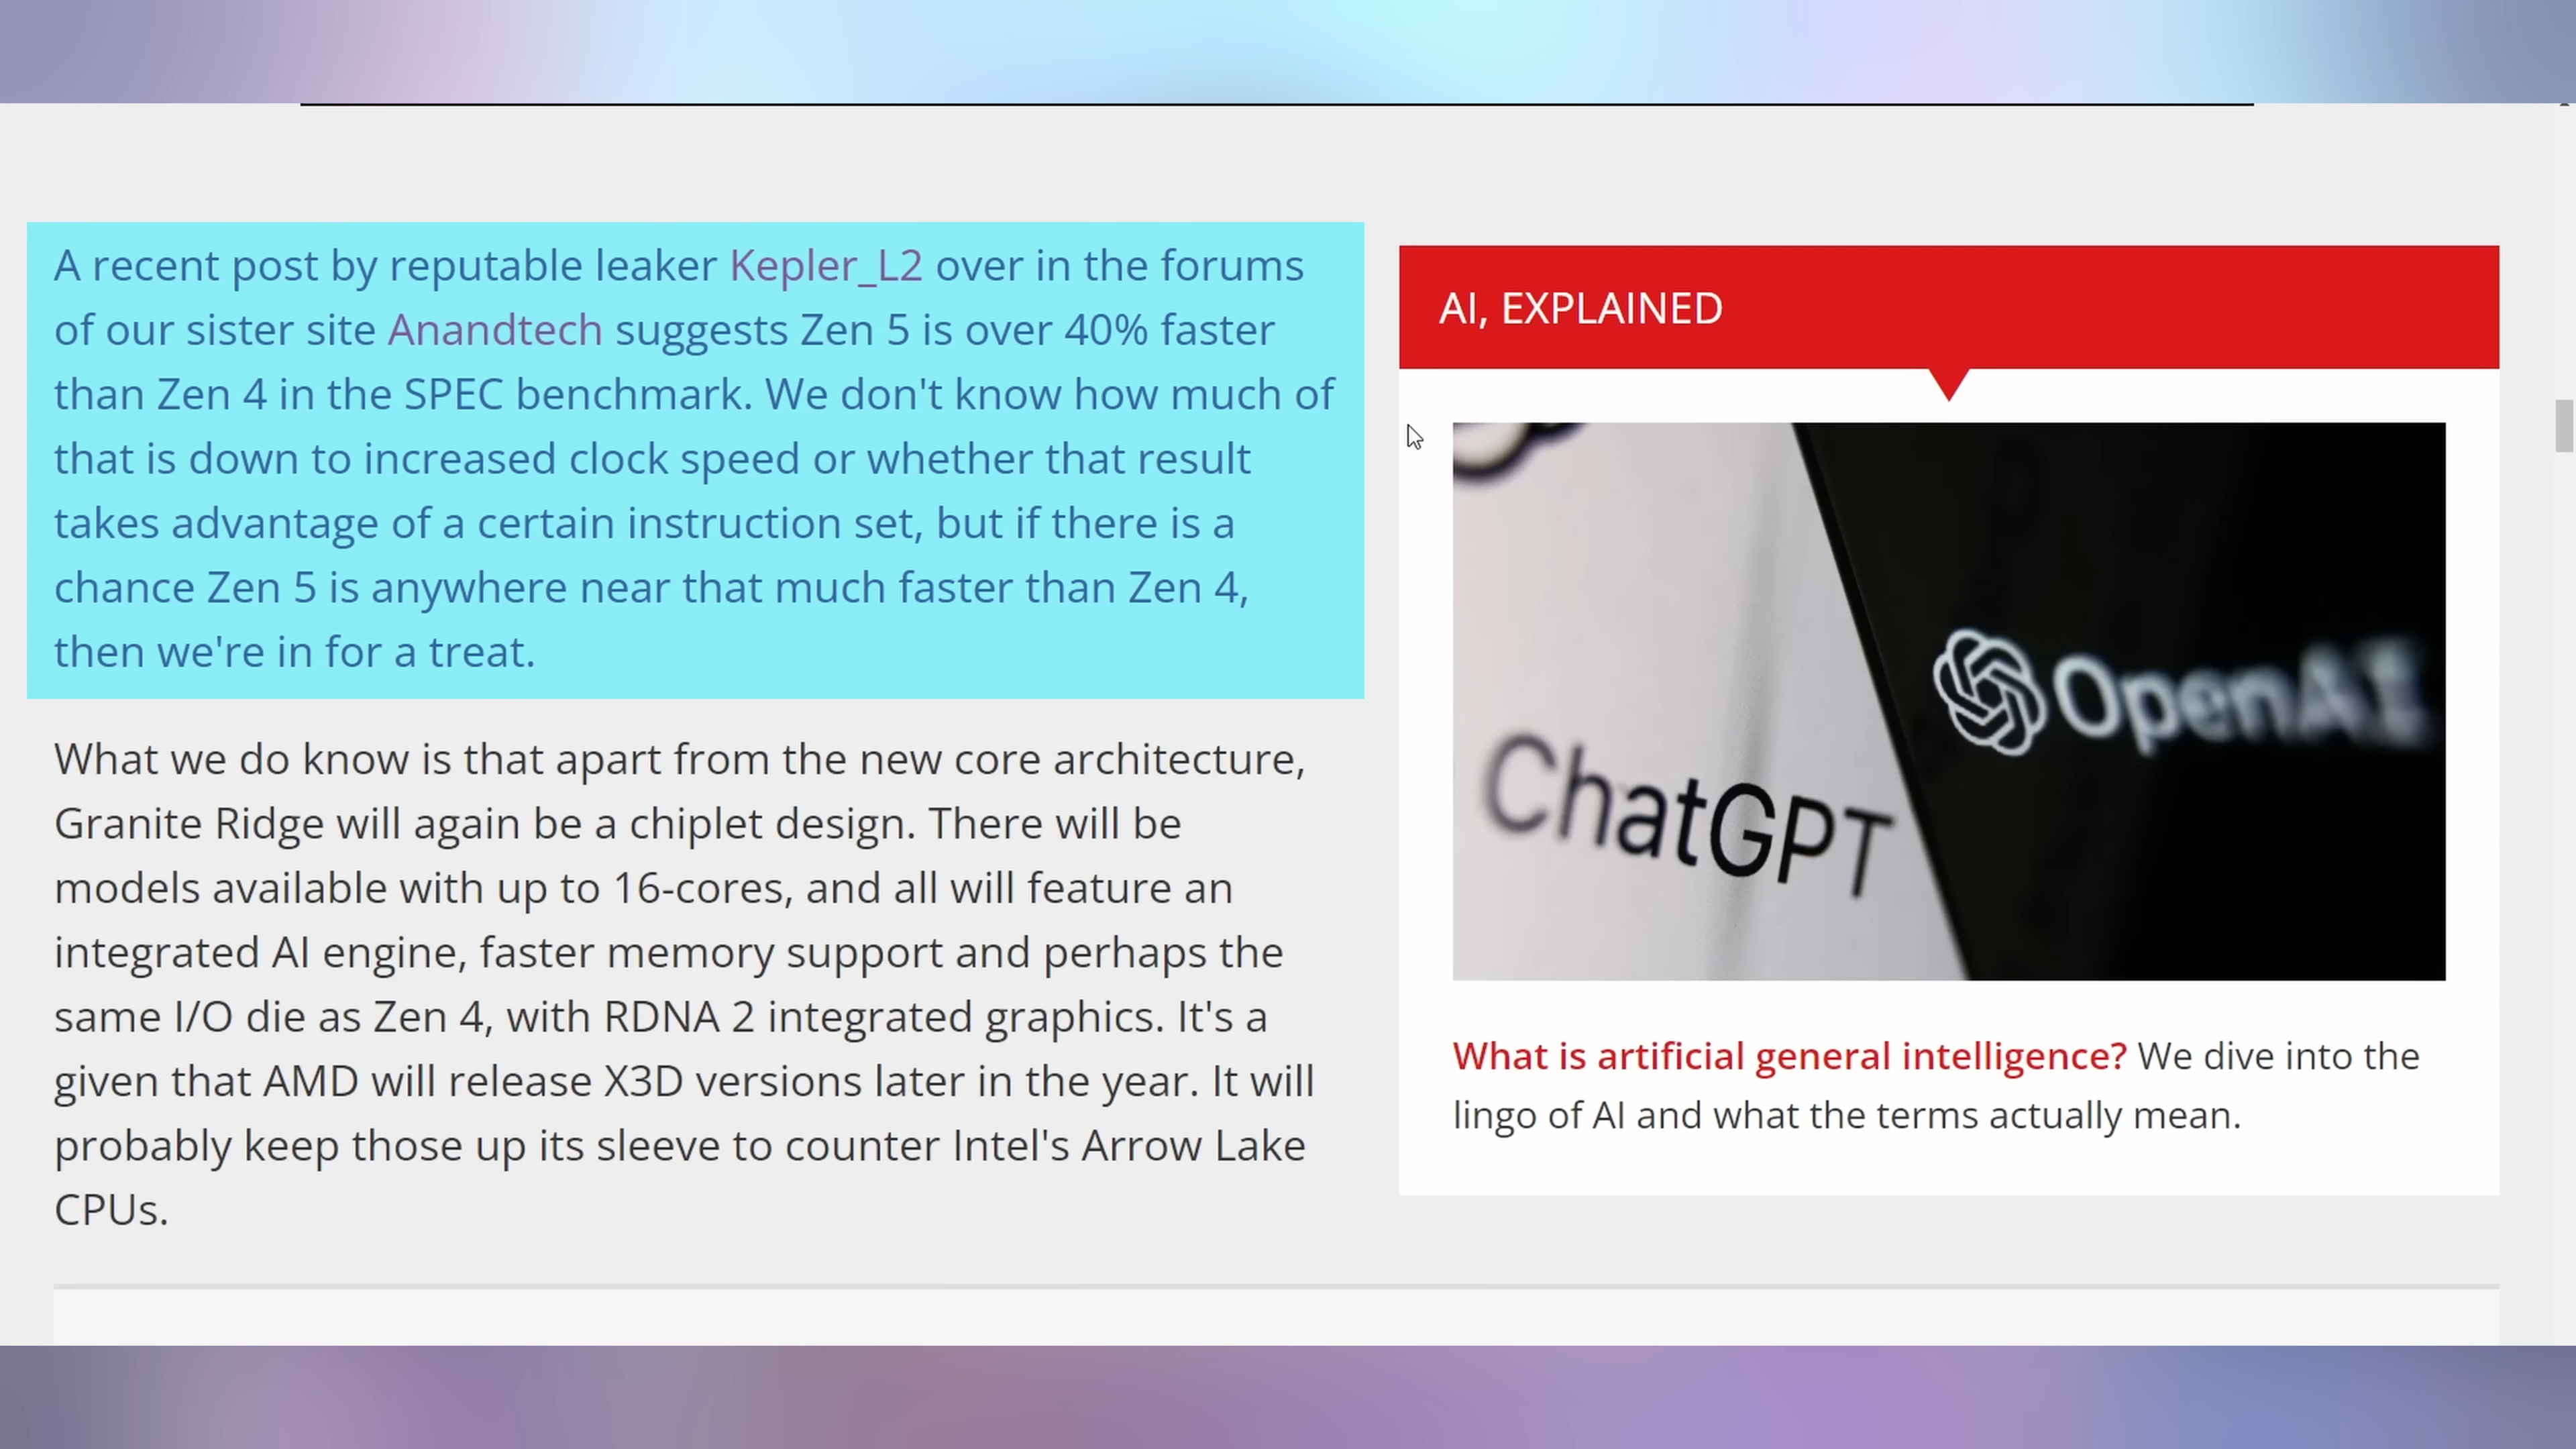 A recent post by reputable leaker Kepler_L2 over in the forums
of our sister site Anandtech suggests Zen 5 is over 40% faster
than Zen 4 in the SPEC benchmark. We don't know how much of
that is down to increased clock speed or whether that result
takes advantage of a certain instruction set, but if there is a
chance Zen 5 is anywhere near that much faster than Zen 4,
then we're in for a treat.
What we do know is that apart from the new core architecture,
Granite Ridge will again be a chiplet design. There will be
models available with up to 16-cores, and all will feature an
integrated AI engine, faster memory support and perhaps the
same I/O die as Zen 4, with RDNA 2 integrated graphics. It's a
given that AMD will release X3D versions later in the year. It will
probably keep those up its sleeve to counter Intel's Arrow Lake
CPUs.
AI, EXPLAINED
OpenAI
ChatGPT
What is artificial general intelligence? We dive into the
lingo of AI and what the terms actually mean.